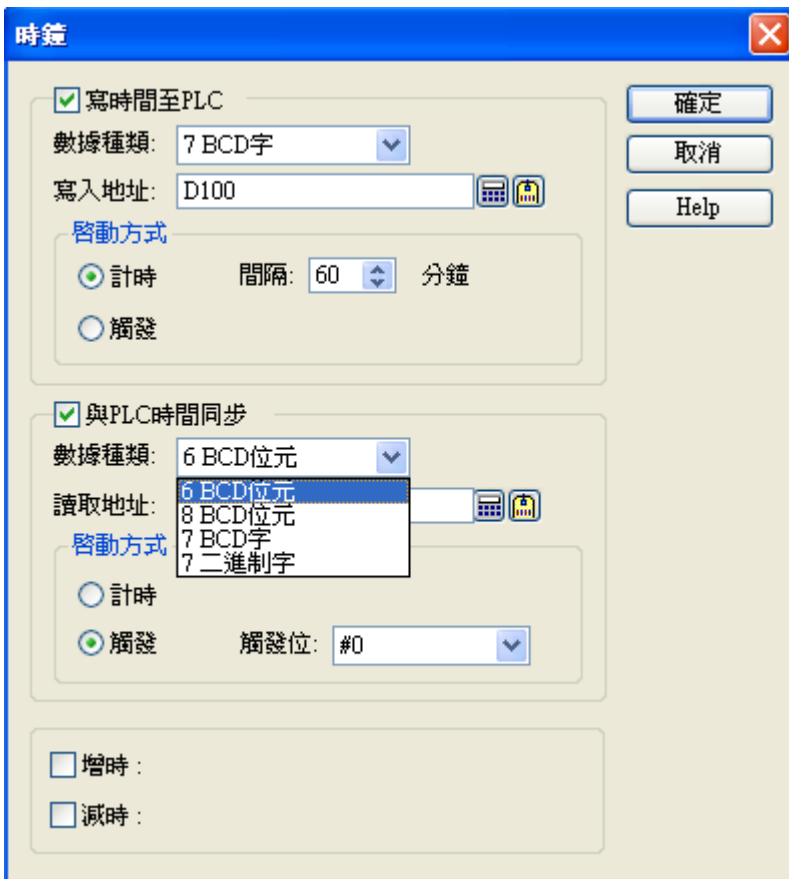 時鐘
寫時間至PLC
確定
數據種類: 7 BCD字
取消
寫入地址: D100
Help
啓動方式
計時 間隔: 60 分鐘
觸發
與PLC時間同步
數據種類: 6 BCD位元
6 BCD位元
讀取地址:
8 BCD位元
7 BCD字
啓動方式
7 二進制字
計時
觸發 觸發位: #0
增時 :
減時 :